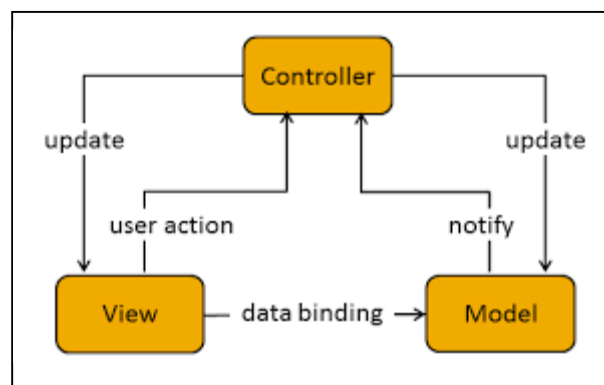 Controller
update
update
user action
notify
View
data binding
Model